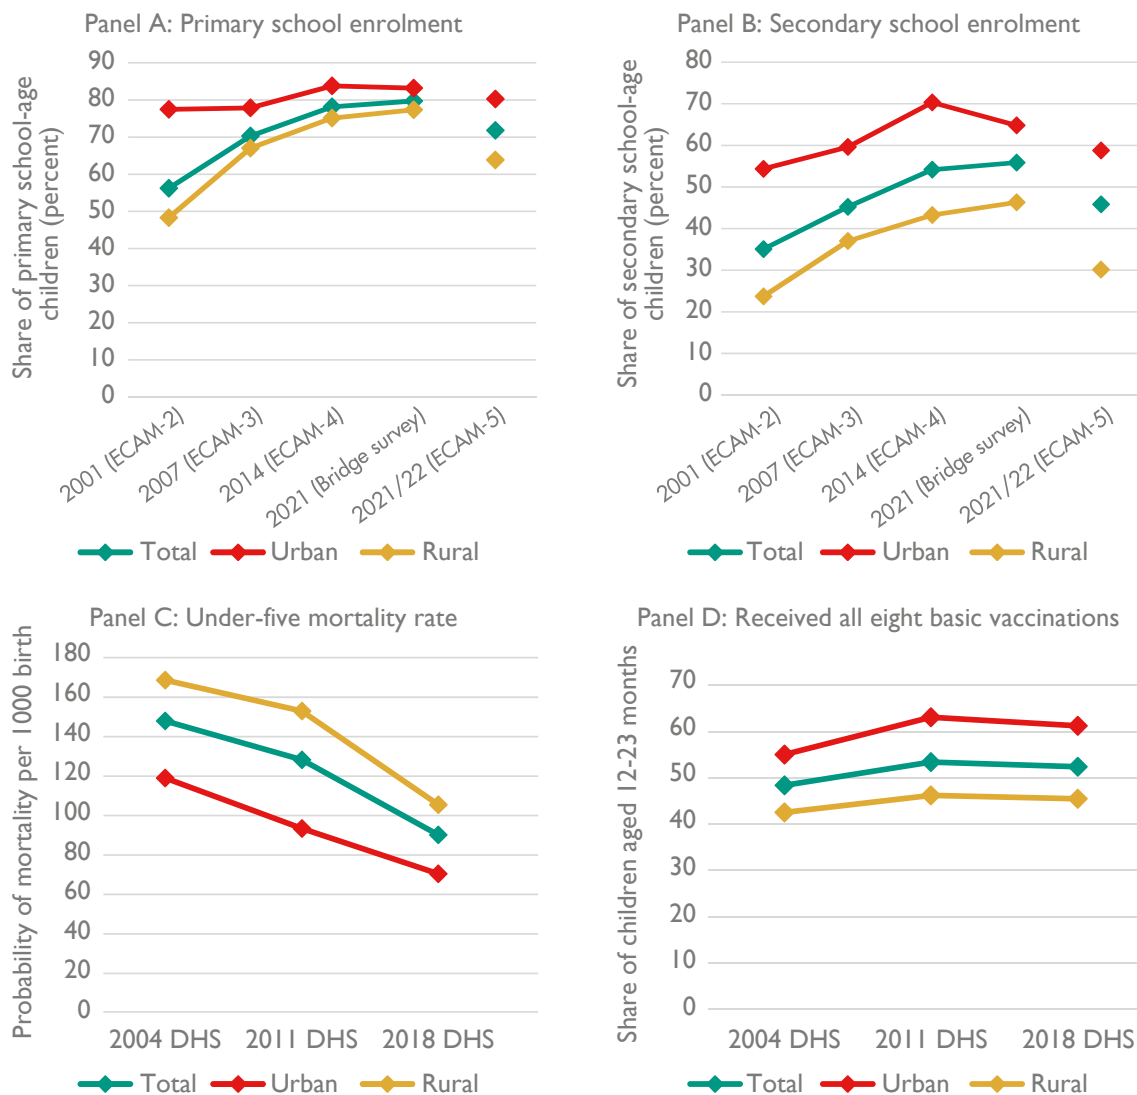 Panel A: Primary school enrolment
Share of primary school-age
children (percent)
90
80
70
60
50
40
30
20
10
0
2001 (ECAM-2)
2007 (ECAM-3)
2014 (ECAM-4)
2021 (Bridge survey)
2021/22 (ECAM-5)
Total
Urban
Rural
Panel B: Secondary school enrolment
Share of secondary school-age
children (percent)
80
70
60
50
40
30
20
10
0
2001 (ECAM-2)
2007 (ECAM-3)
2014 (ECAM-4)
2021 (Bridge survey)
2021/22 (ECAM-5)
Total
Urban
Rural
Panel C: Under-five mortality rate
Probability of mortality per 1000 birth
180
160
140
120
100
80
60
40
20
0
2004 DHS
2011 DHS
2018 DHS
Total
Urban
Rural
Panel D: Received all eight basic vaccinations
Share of children aged 12-23 months
70
60
50
40
30
20
10
0
2004 DHS
2011 DHS
2018 DHS
Total
Urban
Rural